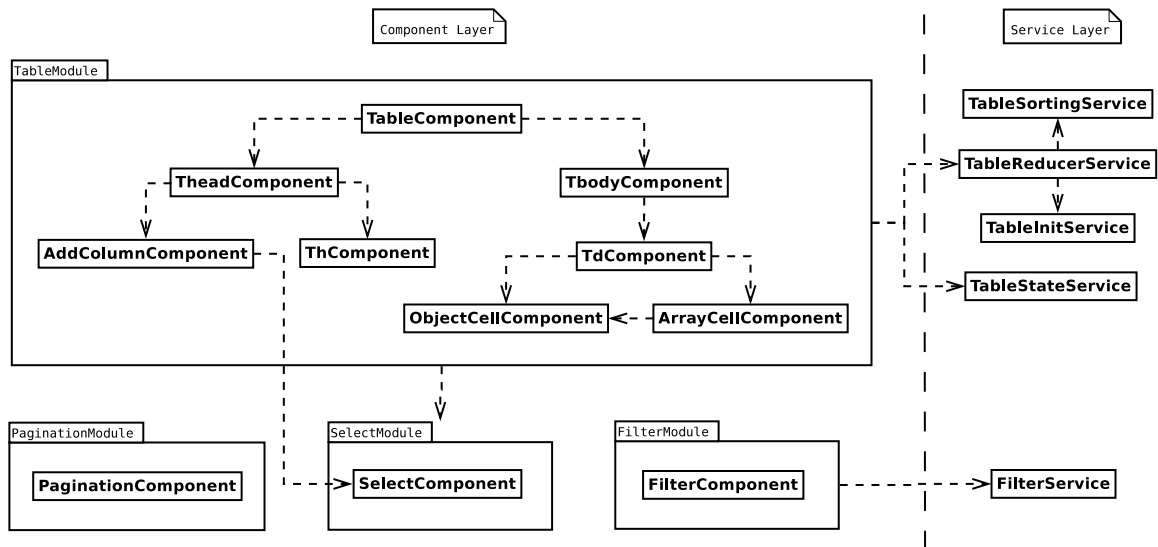 Component Layer
Service Layer
TableModule
TableComponent
TableSortingService
TheadComponent
TbodyComponent
TableReducerService
AddColumnComponent
ThComponent
TdComponent
TableInitService
TableStateService
ObjectCellComponent
ArrayCellComponent
PaginationModule
SelectModule
FilterModule
PaginationComponent
SelectComponent
FilterComponent
FilterService